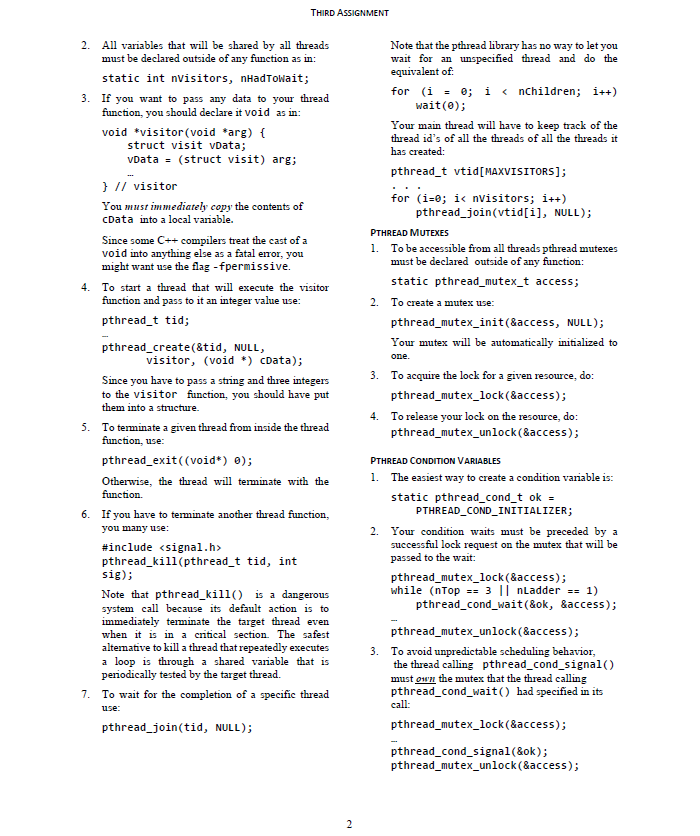 THIRD ASSIGNMENT
2. All variables that will be shared by all threads
must be declared outside of any function as in:
static int nVisitors, nHadToWait;
3. If you want to pass any data to your thread
function, you should declare it void as in:
void *visitor(void *arg) {
struct visit vData;
vData = (struct visit) arg;
…
} // visitor
You must immediately copy the contents of
cData into a local variable.
Since some C++ compilers treat the cast of a
void into anything else as a fatal error, you
might want use the flag -fpermissive.
4. To start a thread that will execute the visitor
function and pass to it an integer value use:
pthread_t tid;
…
pthread_create(&tid, NULL,
visitor, (void *) cData);
Since you have to pass a string and three integers
to the visitor function, you should have put
them into a structure.
5. To terminate a given thread from inside the thread
function, use:
pthread_exit((void*) 0);
Otherwise, the thread will terminate with the
function.
6. If you have to terminate another thread function,
you many use:
#include <signal.h>
pthread_kill(pthread_t tid, int
sig);
Note that pthread_kill() is a dangerous
system call because its default action is to
immediately terminate the target thread even
when it is in a critical section. The safest
alternative to kill a thread that repeatedly executes
a loop is through a shared variable that is
periodically tested by the target thread.
7. To wait for the completion of a specific thread
use:
pthread_join(tid, NULL);
Note that the pthread library has no way to let you
wait for an unspecified thread and do the
equivalent of:
for (i = 0; i < nChildren; i++)
wait(0);
Your main thread will have to keep track of the
thread id's of all the threads of all the threads it
has created:
pthread_t vtid[MAXVISITORS];
. . .
for (i=0; i< nVisitors; i++)
pthread_join(vtid[i], NULL);
PTHREAD MUTEXES
1. To be accessible from all threads pthread mutexes
must be declared outside of any function:
static pthread_mutex_t access;
2. To create a mutex use:
pthread_mutex_init(&access, NULL);
Your mutex will be automatically initialized to
one.
3. To acquire the lock for a given resource, do:
pthread_mutex_lock(&access);
4. To release your lock on the resource, do:
pthread_mutex_unlock(&access);
PTHREAD CONDITION VARIABLES
1. The easiest way to create a condition variable is:
static pthread_cond_t ok =
PTHREAD_COND_INITIALIZER;
2. Your condition waits must be preceded by a
successful lock request on the mutex that will be
passed to the wait:
pthread_mutex_lock(&access);
while (nTop == 3 || nLadder == 1)
pthread_cond_wait(&ok, &access);
…
pthread_mutex_unlock(&access);
3. To avoid unpredictable scheduling behavior,
the thread calling pthread_cond_signal()
must own the mutex that the thread calling
pthread_cond_wait() had specified in its
call:
pthread_mutex_lock(&access);
…
pthread_cond_signal(&ok);
pthread_mutex_unlock(&access);
2